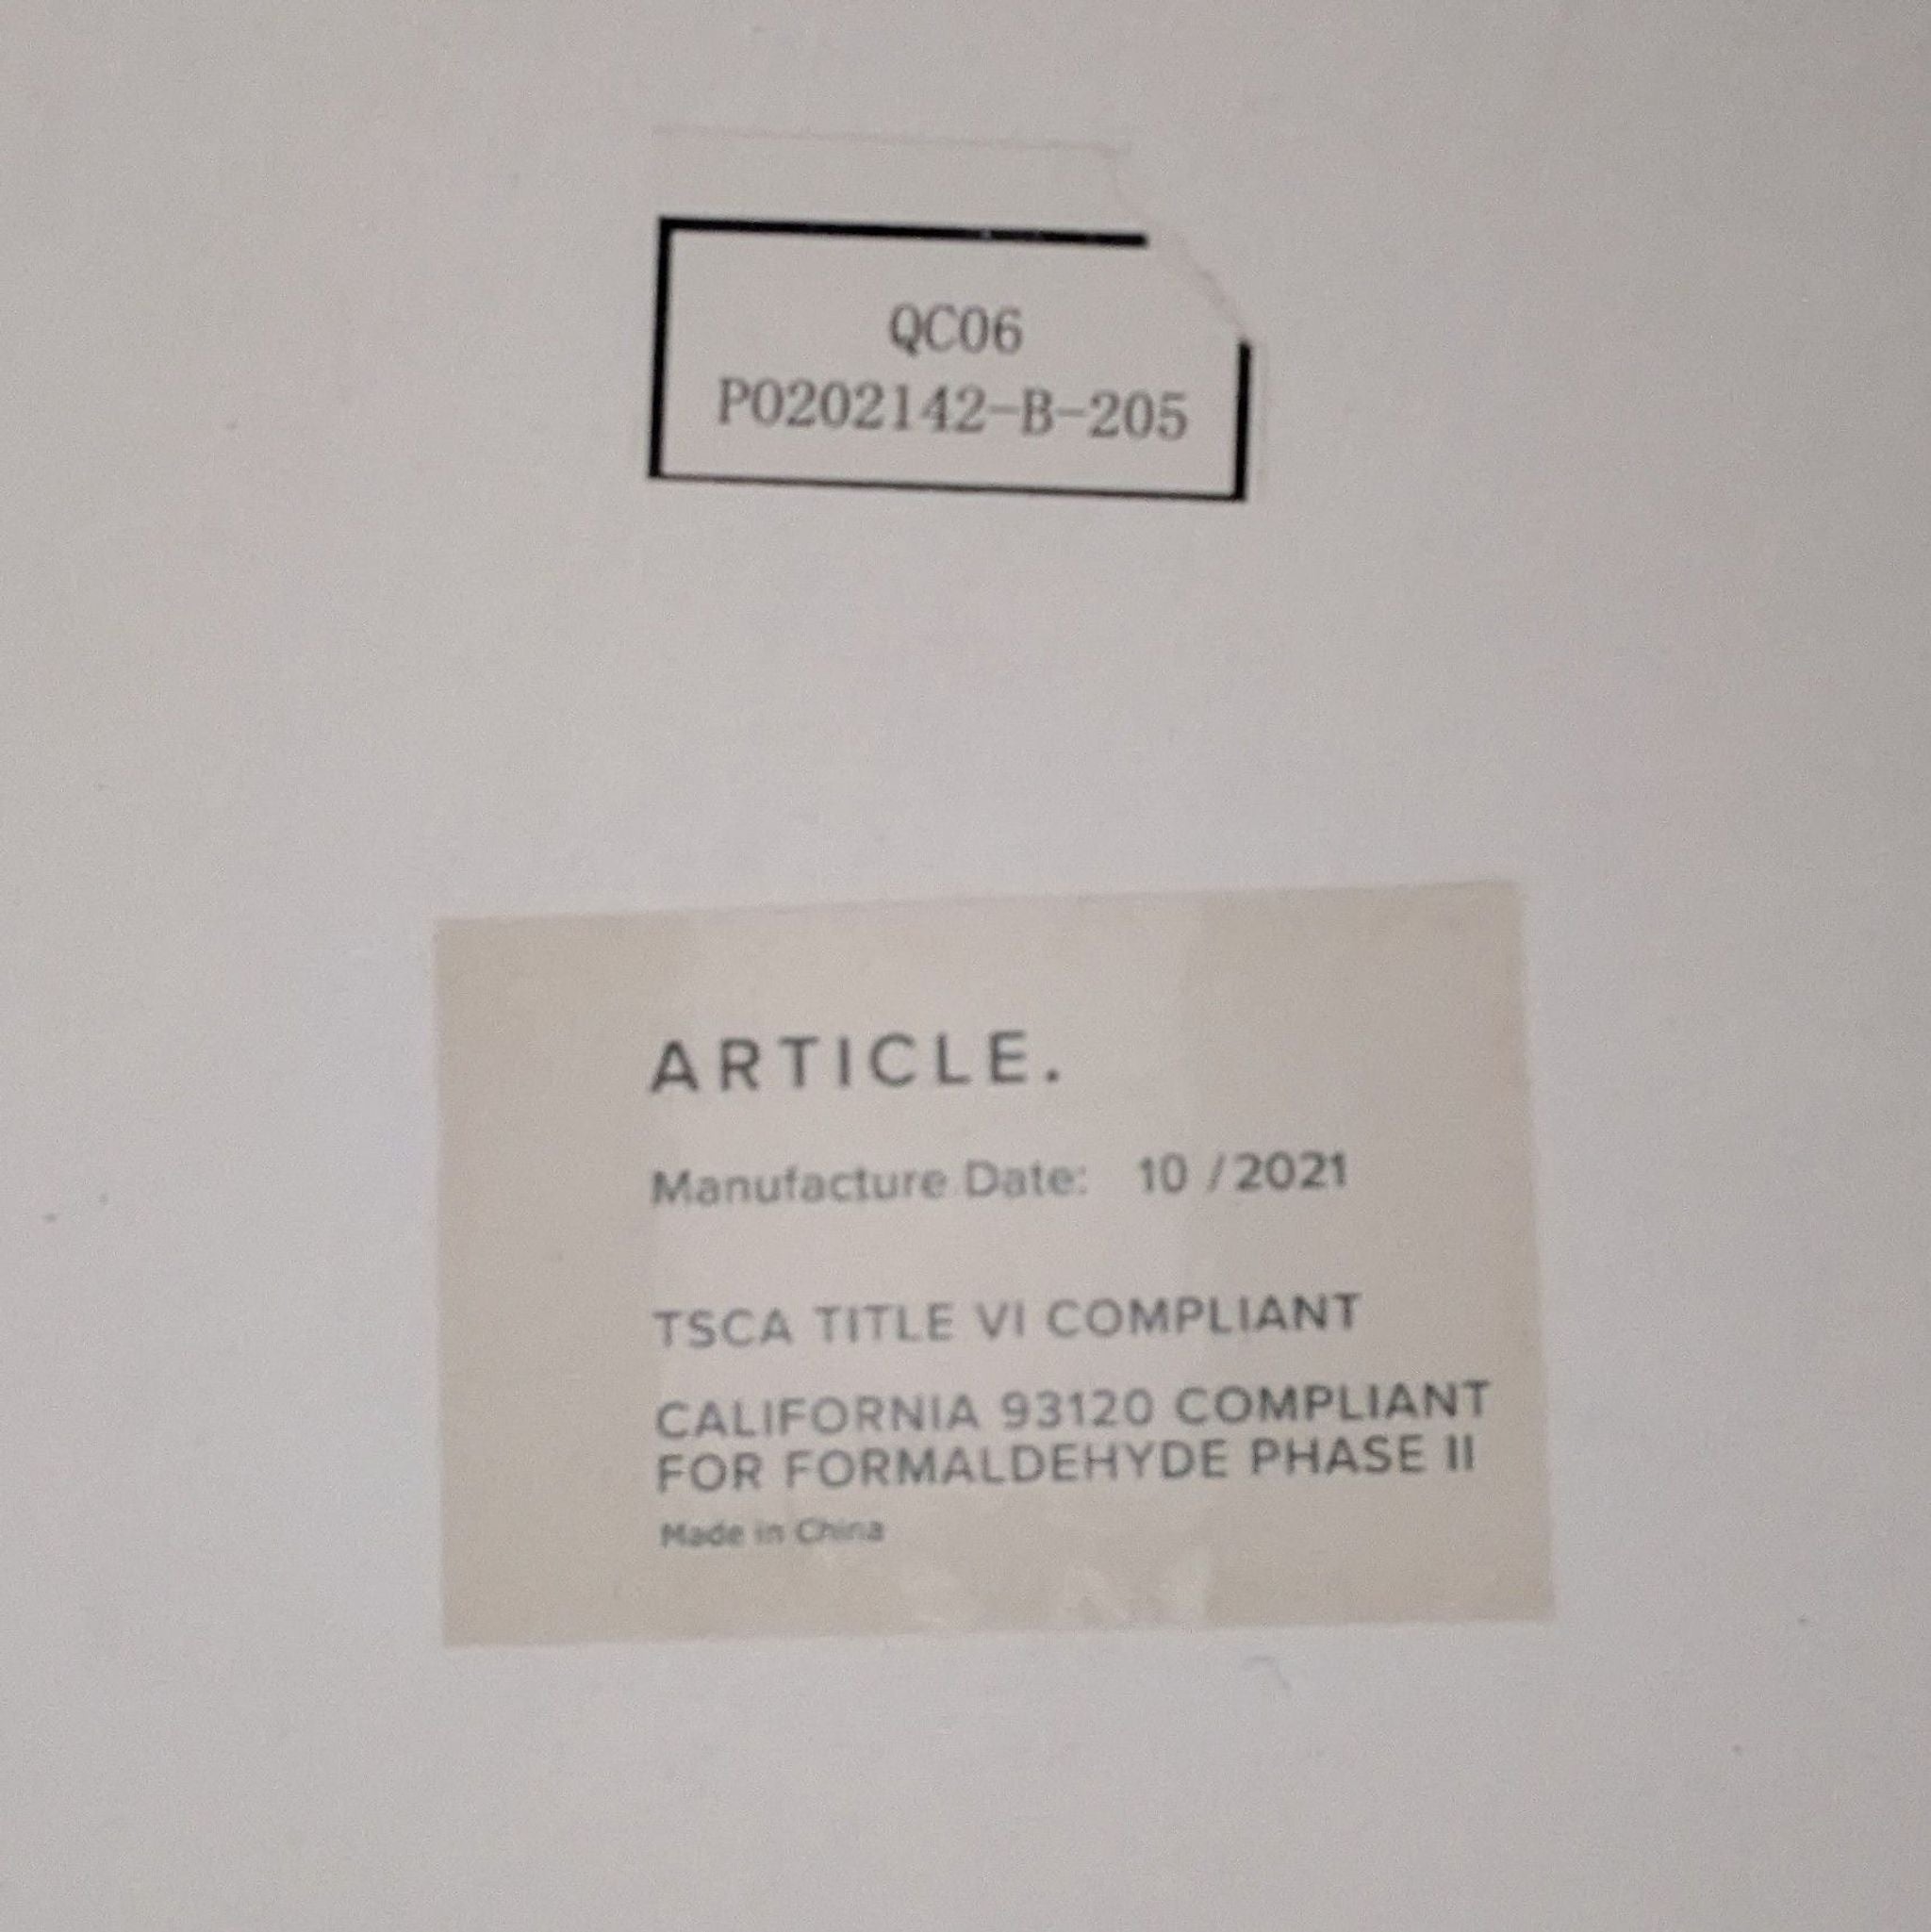 QC06
PO202142-B-205
ARTICLE.
Manufacture Date: 10 /2021
TSCA TITLE VI COMPLIANT
CALIFORNIA 93120 COMPLIANT
FOR FORMALDEHYDE PHASE II
Made in China